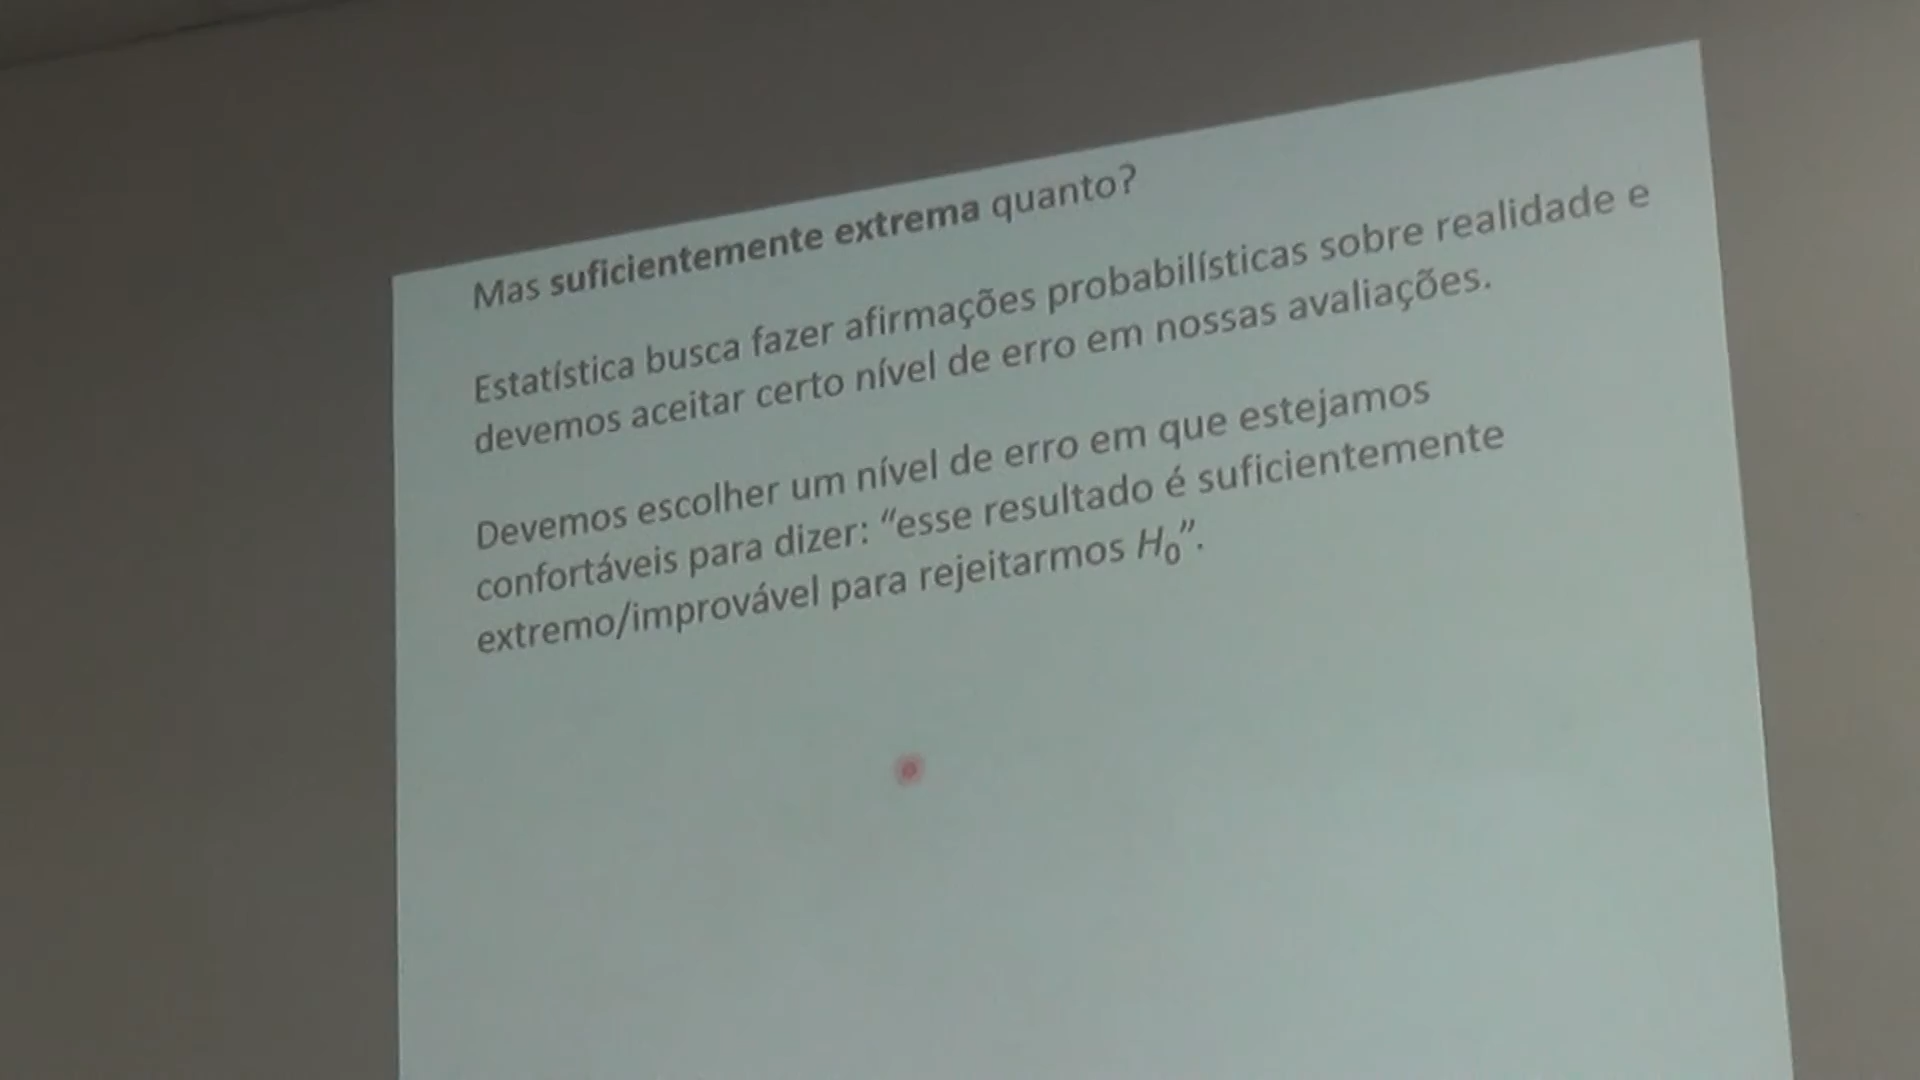 Mas suficientemente extrema quanto?
Estatística busca fazer afirmações probabilísticas sobre realidade e
devemos aceitar certo nível de erro em nossas avaliações.
Devemos escolher um nível de erro em que estejamos
confortáveis para dizer: “esse resultado é suficientemente
extremo/improvável para rejeitarmos H₀”.